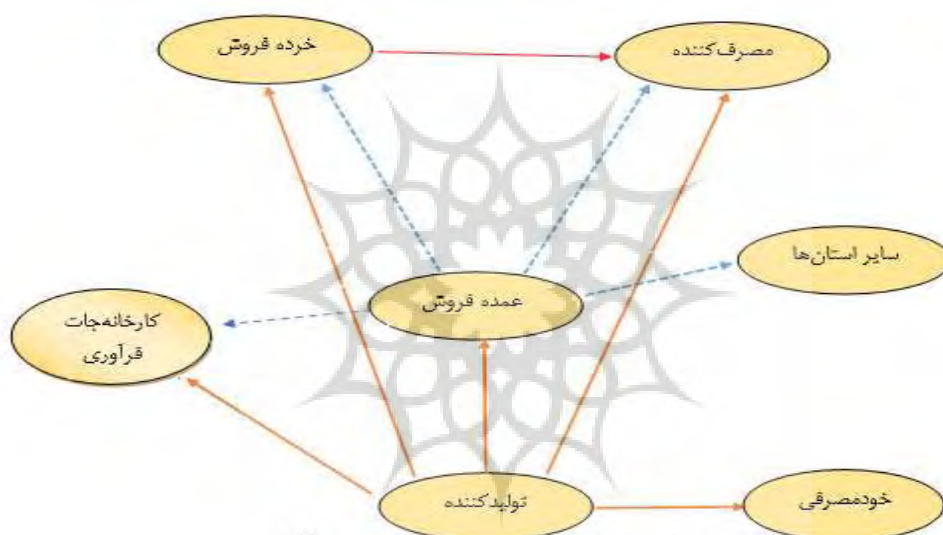 خرده فروش
مصرف‌کننده
سایر استان‌ها
عمده فروش
کارخانه‌جات
فرآوری
تولیدکننده
خودمصرفی